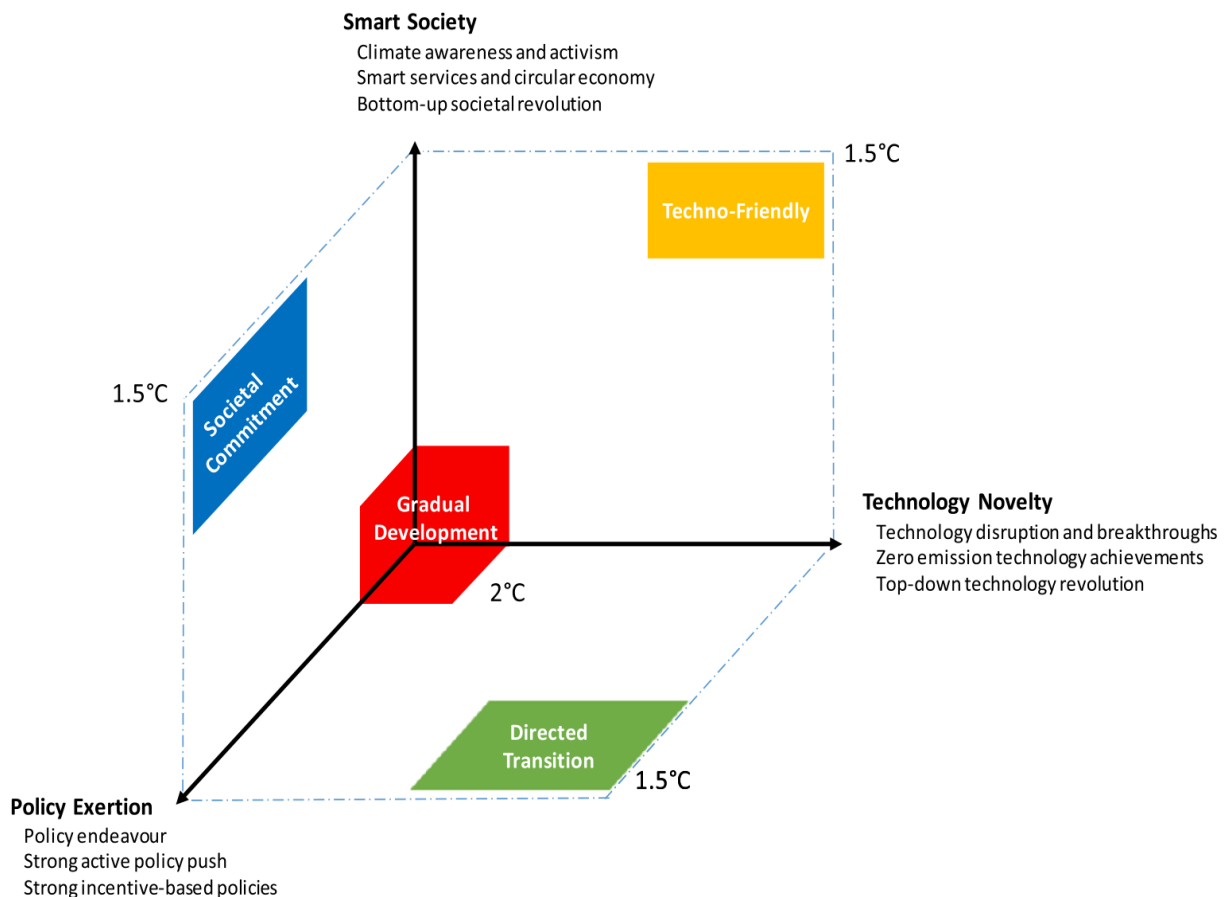 Smart Society
Climate awareness and activism
Smart services and circular economy
Bottom-up societal revolution
1.5°C
Techno-Friendly
1.5°C
Societal
Commitment
Gradual
Development
2°C
Technology Novelty
Technology disruption and breakthroughs
Zero emission technology achievements
Top-down technology revolution
Directed
Transition
1.5°C
Policy Exertion
Policy endeavour
Strong active policy push
Strong incentive-based policies